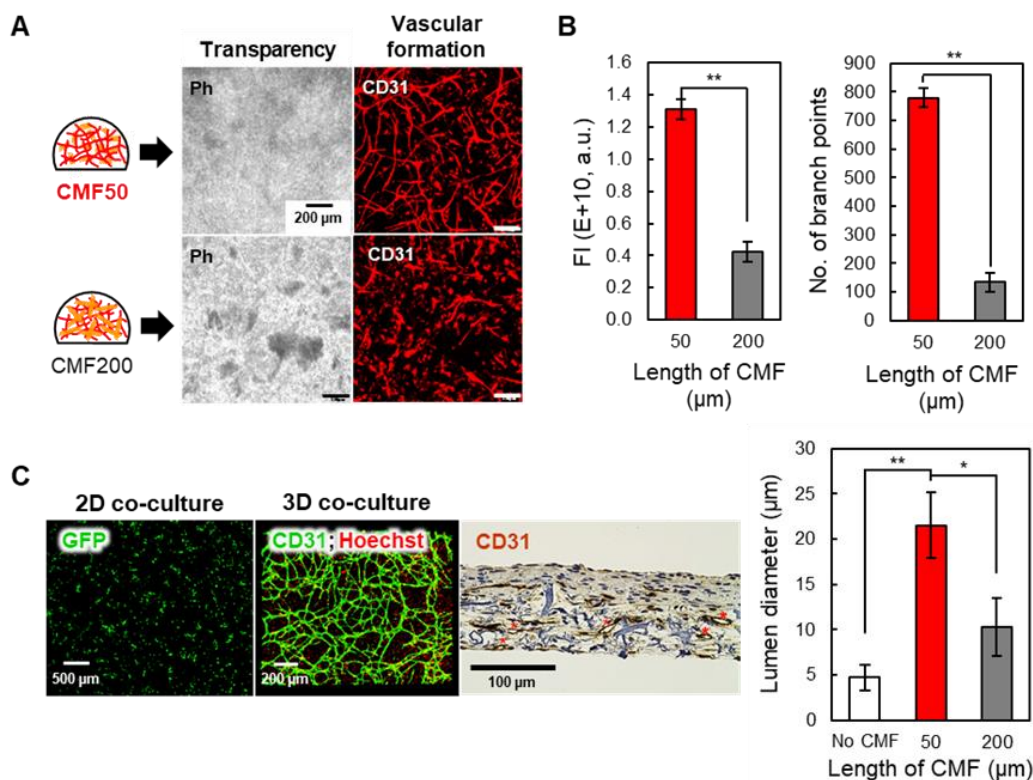 A
Transparency
Vascular
formation
Ph
CD31
CMF50
200 µm
Ph
CD31
CMF200
B
FI (E+10, a.u.)
1.6
1.4
1.2
1.0
0.8
0.6
0.4
0.2
0.0
**
50
200
Length of CMF
(µm)
No. of branch points
900
800
700
600
500
400
300
200
100
0
**
50
200
Length of CMF
(µm)
C
2D co-culture
3D co-culture
GFP
500 µm
CD31;Hoechst
200 µm
CD31
* * * *
100 µm
Lumen diameter (µm)
30
25
20
15
10
5
0
**
*
No CMF
50
200
Length of CMF (µm)